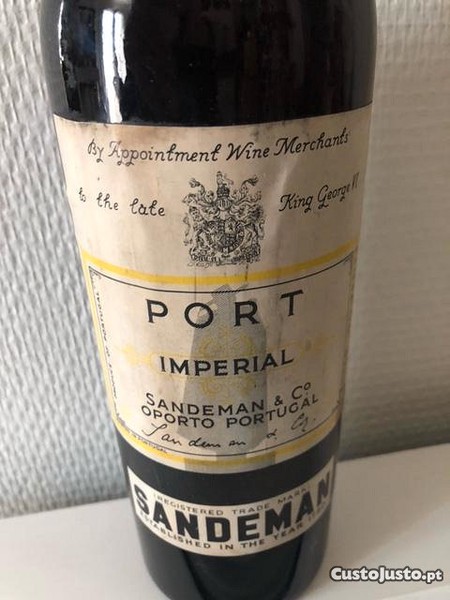 By Appointment Wine Merchants
to the late King George VI
PORT
IMPERIAL
SANDEMAN & Co
OPORTO PORTUGAL
Sandeman & Co
REGISTERED TRADE MARK
SANDEMAN
ESTABLISHED IN THE YEAR
CustoJusto.pt